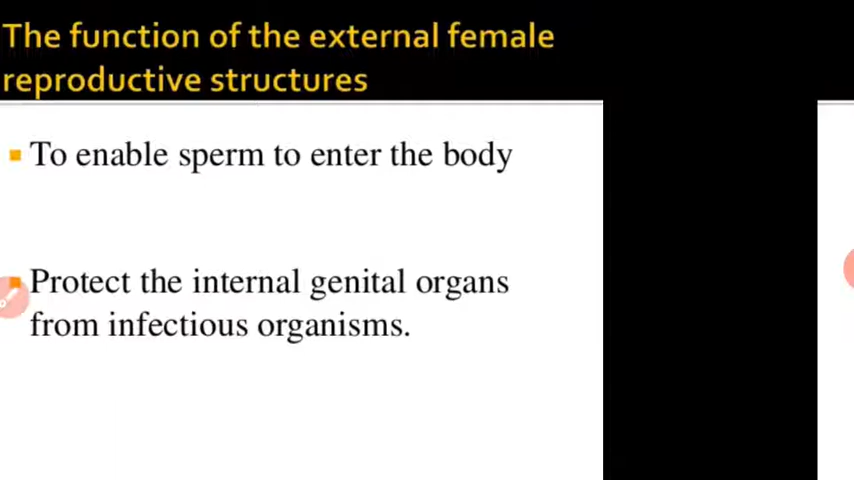 The function of the external female
reproductive structures
To enable sperm to enter the body
Protect the internal genital organs
from infectious organisms.